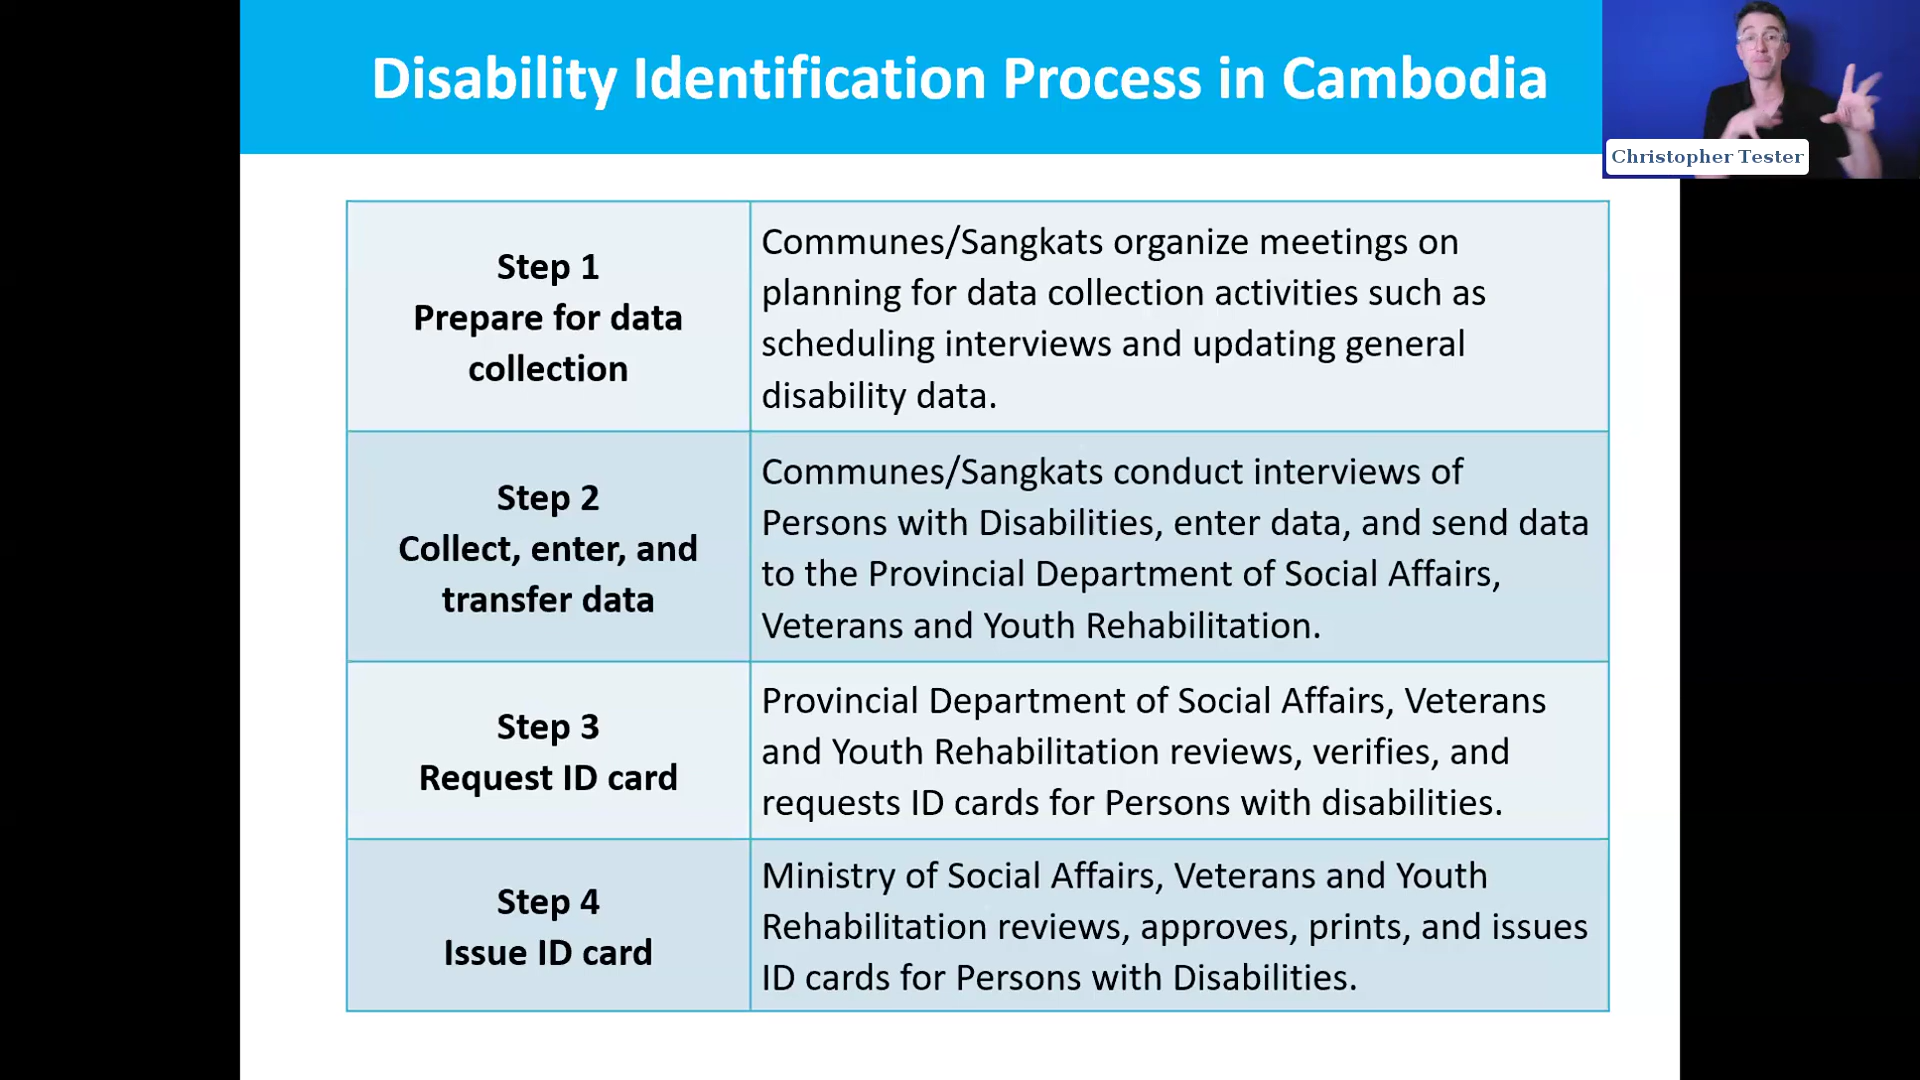 Disability Identification Process in Cambodia
Christopher Tester
Step 1
Prepare for data
collection
Communes/Sangkats organize meetings on
planning for data collection activities such as
scheduling interviews and updating general
disability data.
Step 2
Collect, enter, and
transfer data
Communes/Sangkats conduct interviews of
Persons with Disabilities, enter data, and send data
to the Provincial Department of Social Affairs,
Veterans and Youth Rehabilitation.
Step 3
Request ID card
Provincial Department of Social Affairs, Veterans
and Youth Rehabilitation reviews, verifies, and
requests ID cards for Persons with disabilities.
Step 4
Issue ID card
Ministry of Social Affairs, Veterans and Youth
Rehabilitation reviews, approves, prints, and issues
ID cards for Persons with Disabilities.